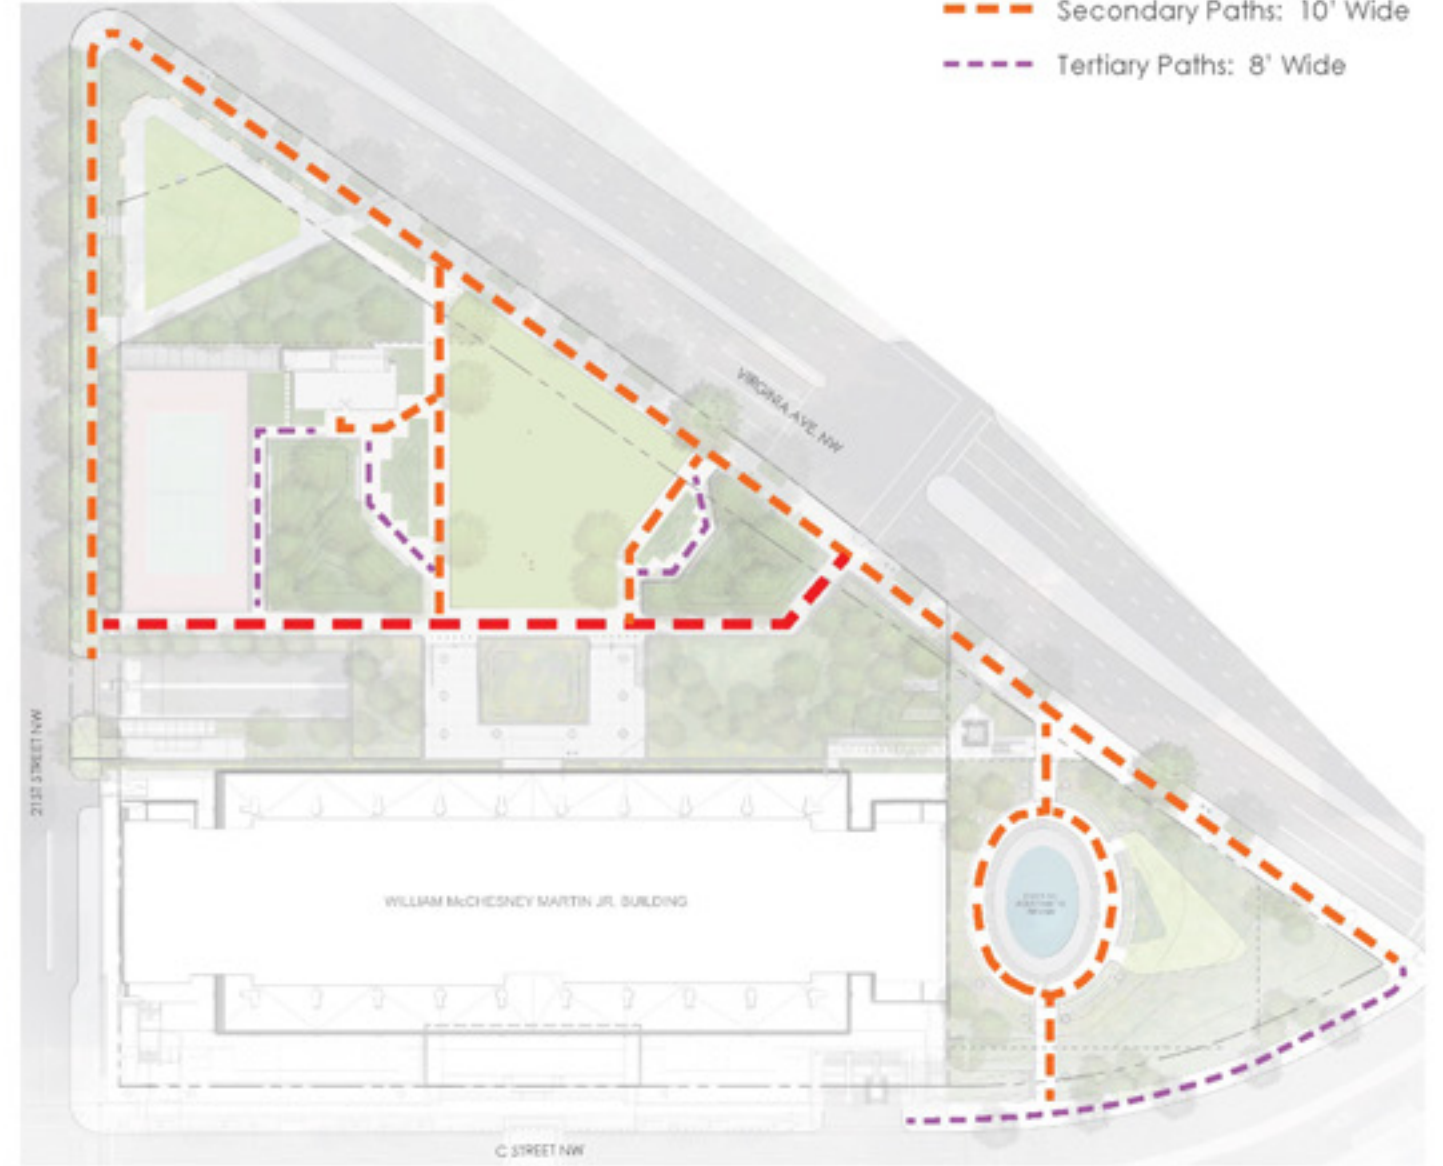 Secondary Paths: 10' Wide
Tertiary Paths: 8' Wide
VIRGINIA AVE. NW
21ST STREET NW
WILLIAM McCHESNEY MARTIN JR. BUILDING
C STREET NW